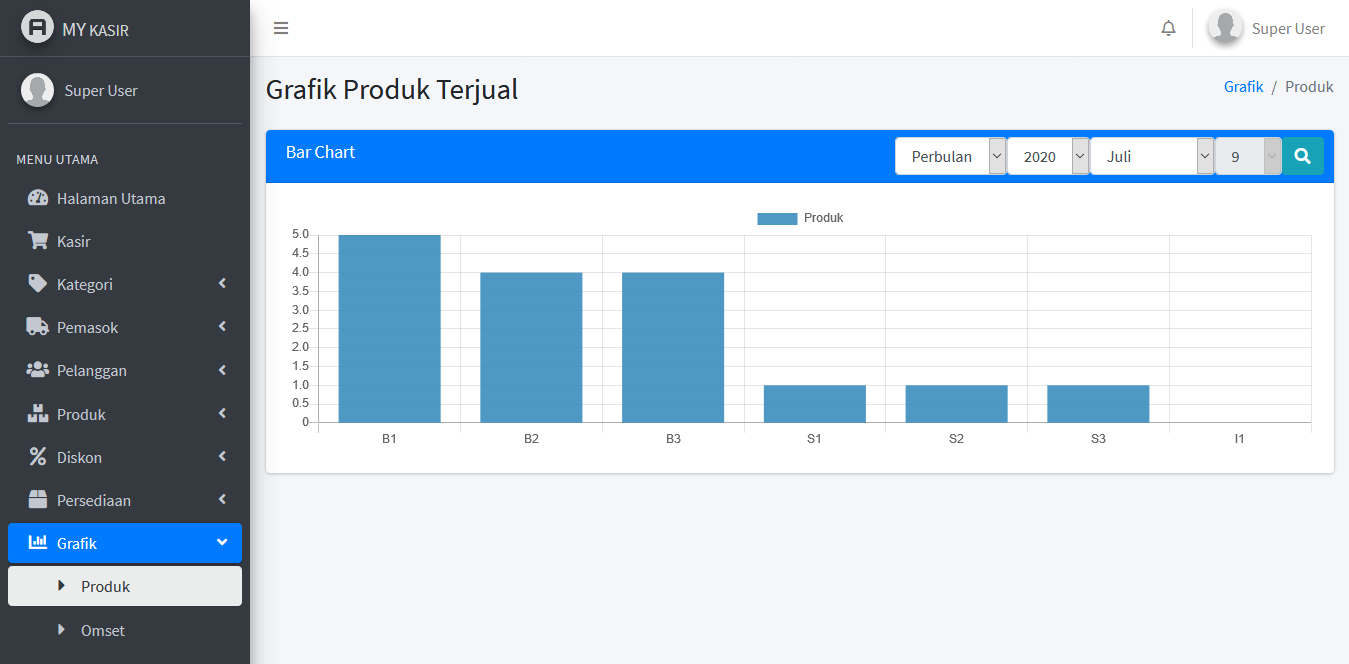 MY KASIR
Super User
MENU UTAMA
Halaman Utama
Kasir
Kategori
Pemasok
Pelanggan
Produk
Diskon
Persediaan
Grafik
Produk
Omset
Super User
Grafik Produk Terjual
Grafik / Produk
Bar Chart
Perbulan 2020 Juli 9
Produk
5.0
4.5
4.0
3.5
3.0
2.5
2.0
1.5
1.0
0.5
0
B1 B2 B3 S1 S2 S3 I1